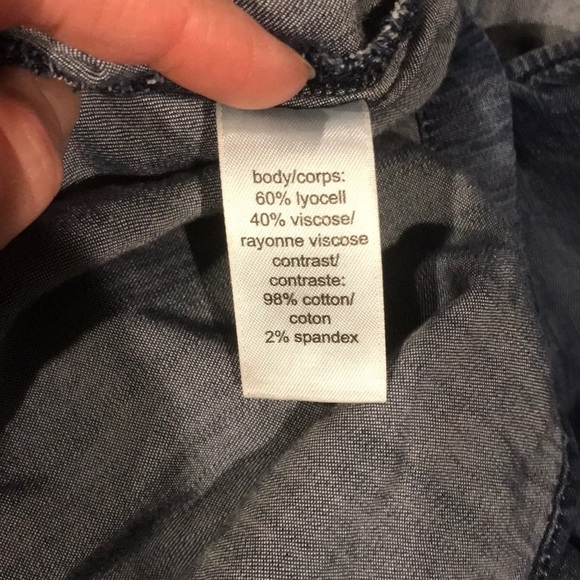 body/corps:
60% lyocell
40% viscose/
rayonne viscose
contrast/
contraste:
98% cotton/
coton
2% spandex